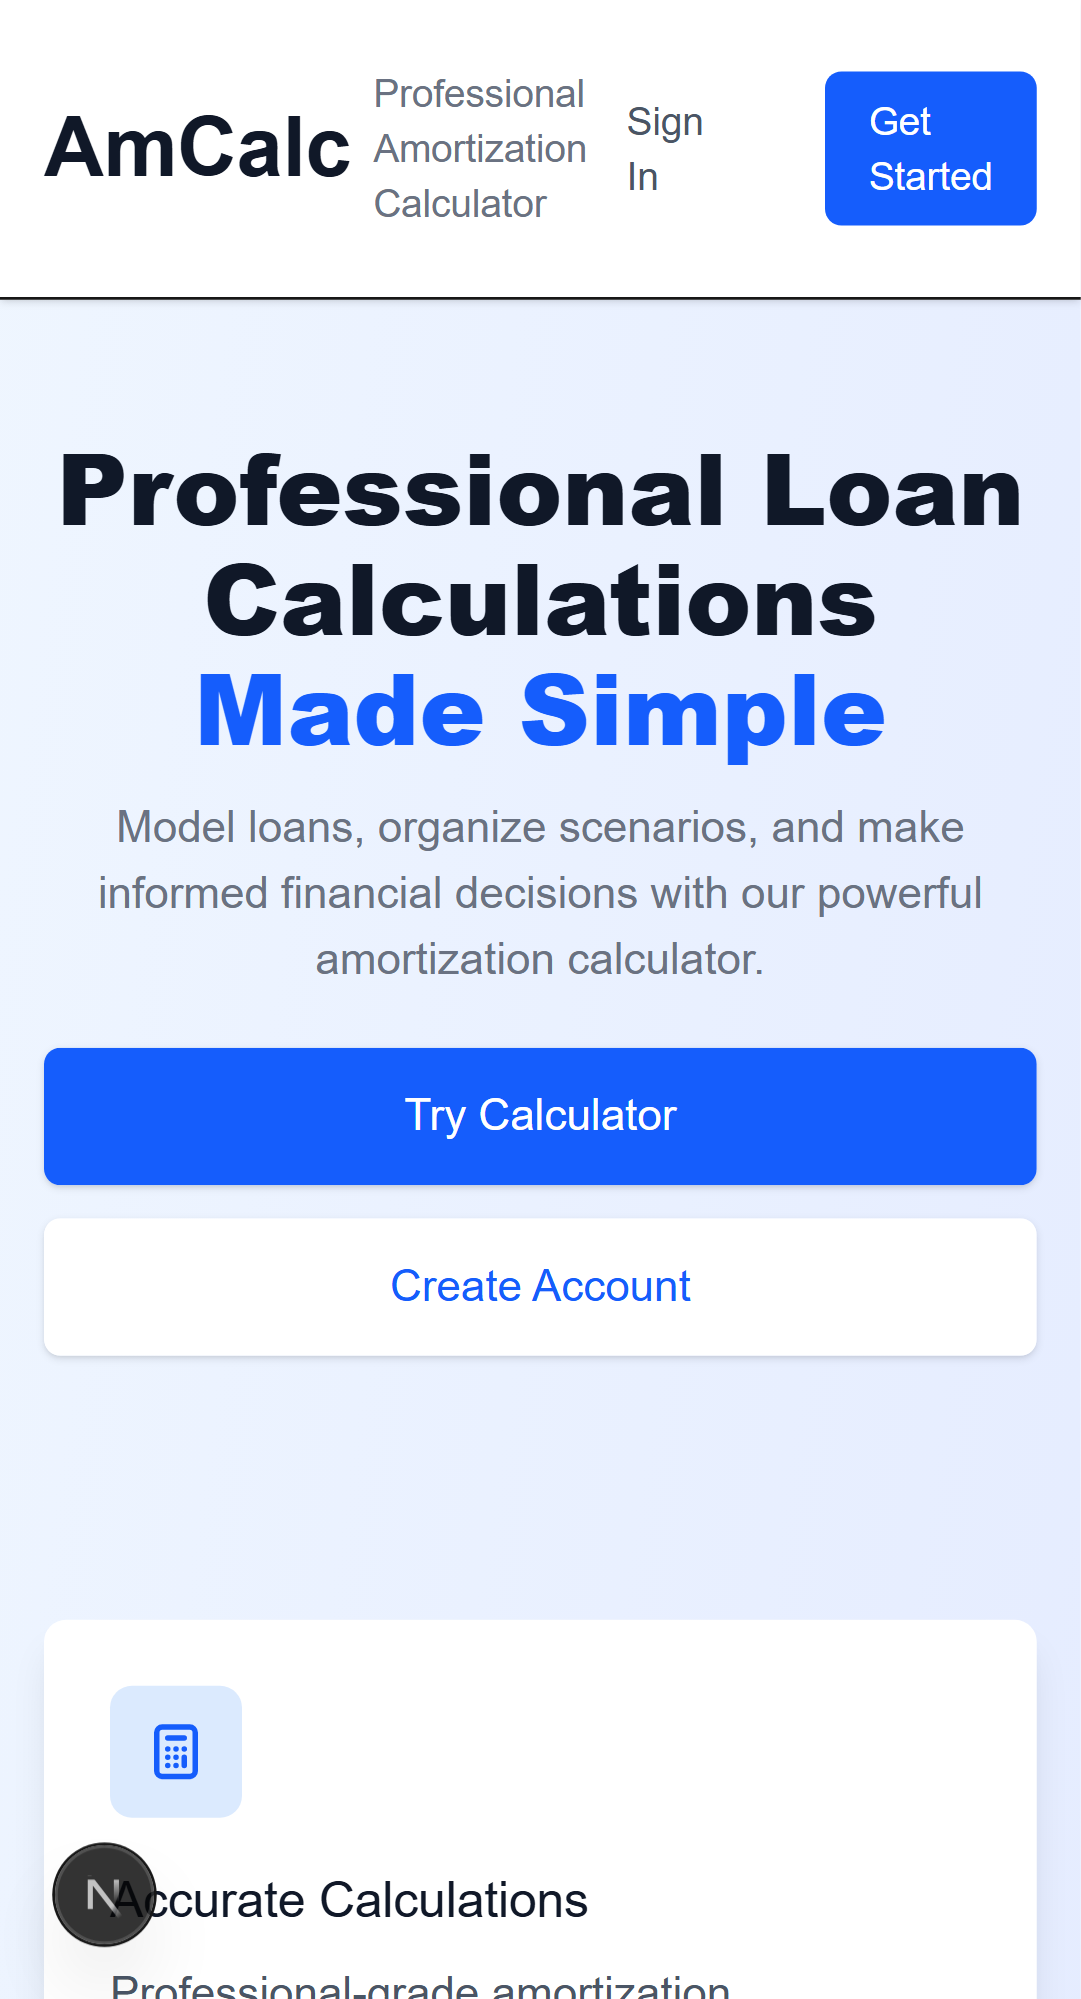 AmCalc
Professional
Amortization
Calculator
Sign
In
Get
Started
Professional Loan
Calculations
Made Simple
Model loans, organize scenarios, and make
informed financial decisions with our powerful
amortization calculator.
Try Calculator
Create Account
N
Accurate Calculations
Professional-grade amortization